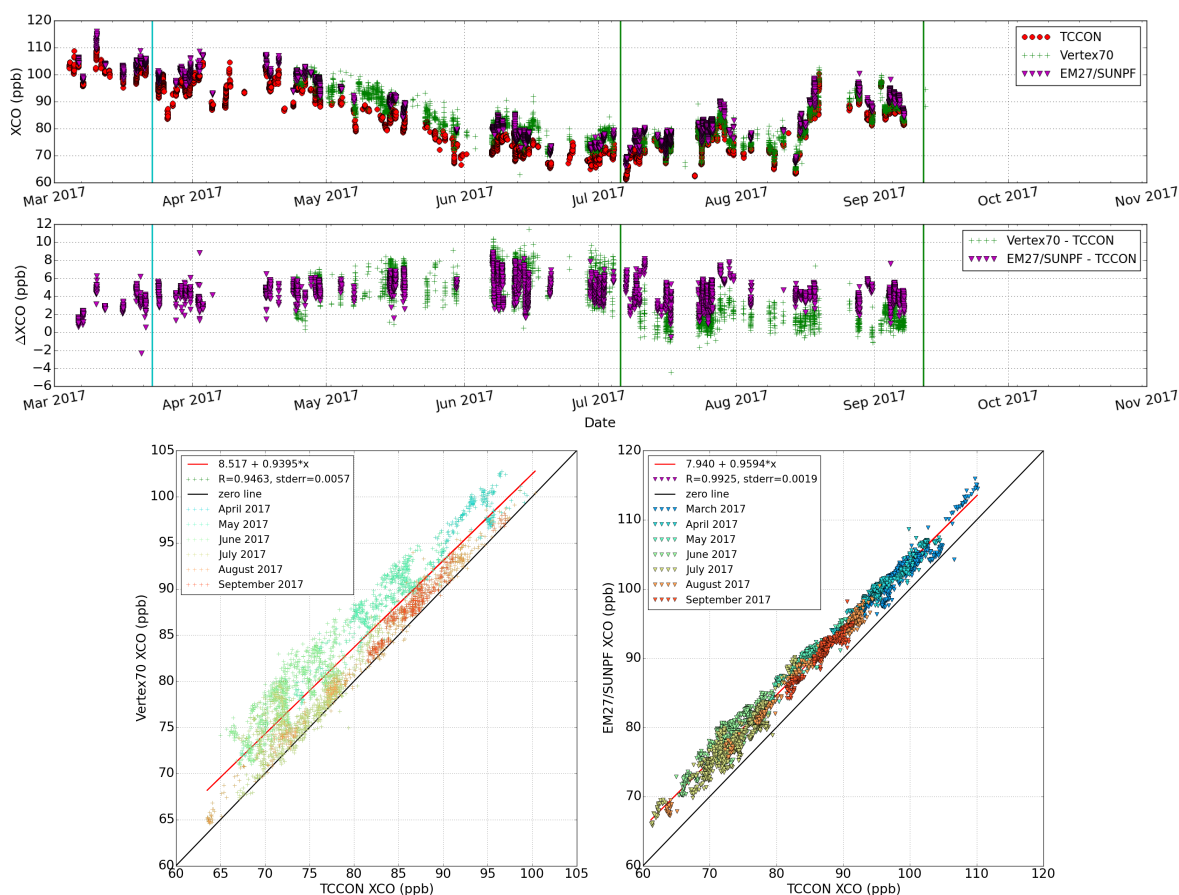 120
110
100
90
80
70
60
XCO (ppb)
TCCON
Vertex70
EM27/SUNPF
Mar 2017 Apr 2017 May 2017 Jun 2017 Jul 2017 Aug 2017 Sep 2017 Oct 2017 Nov 2017
12
10
8
6
4
2
0
−2
−4
−6
ΔXCO (ppb)
Vertex70 - TCCON
EM27/SUNPF - TCCON
Mar 2017 Apr 2017 May 2017 Jun 2017 Jul 2017 Aug 2017 Sep 2017 Oct 2017 Nov 2017
Date
105
100
95
90
85
80
75
70
65
60
Vertex70 XCO (ppb)
8.517 + 0.9395*x
R=0.9463, stderr=0.0057
zero line
April 2017
May 2017
June 2017
July 2017
August 2017
September 2017
60 65 70 75 80 85 90 95 100 105
TCCON XCO (ppb)
120
110
100
90
80
70
60
EM27/SUNPF XCO (ppb)
7.940 + 0.9594*x
R=0.9925, stderr=0.0019
zero line
March 2017
April 2017
May 2017
June 2017
July 2017
August 2017
September 2017
60 70 80 90 100 110 120
TCCON XCO (ppb)